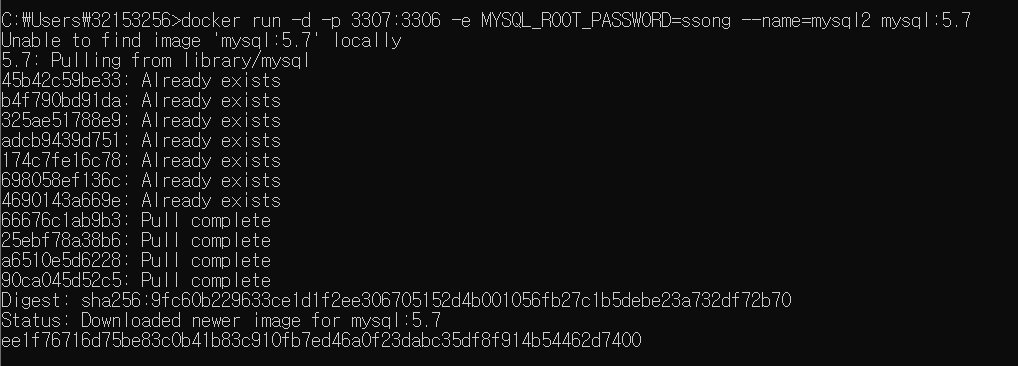 C:₩Users₩32153256>docker run -d -p 3307:3306 -e MYSQL_ROOT_PASSWORD=ssong --name=mysql2 mysql:5.7
Unable to find image 'mysql:5.7' locally
5.7: Pulling from library/mysql
45b42c59be33: Already exists
b4f790bd91da: Already exists
325ae51788e9: Already exists
adcb9439d751: Already exists
174c7fe16c78: Already exists
698058ef136c: Already exists
4690143a669e: Already exists
66676c1ab9b3: Pull complete
25ebf78a38b6: Pull complete
a6510e5d6228: Pull complete
90ca045d52c5: Pull complete
Digest: sha256:9fc60b229633ce1d1f2ee306705152d4b001056fb27c1b5debe23a732df72b70
Status: Downloaded newer image for mysql:5.7
ee1f76716d75be83c0b41b83c910fb7ed46a0f23dabc35df8f914b54462d7400